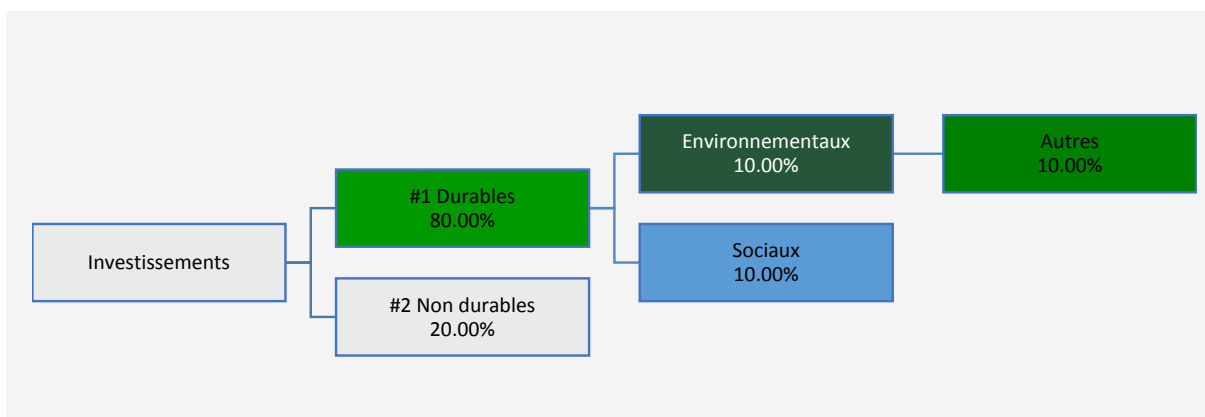 Environnementaux
10.00%
Autres
10.00%
#1 Durables
80.00%
Investissements
Sociaux
10.00%
#2 Non durables
20.00%